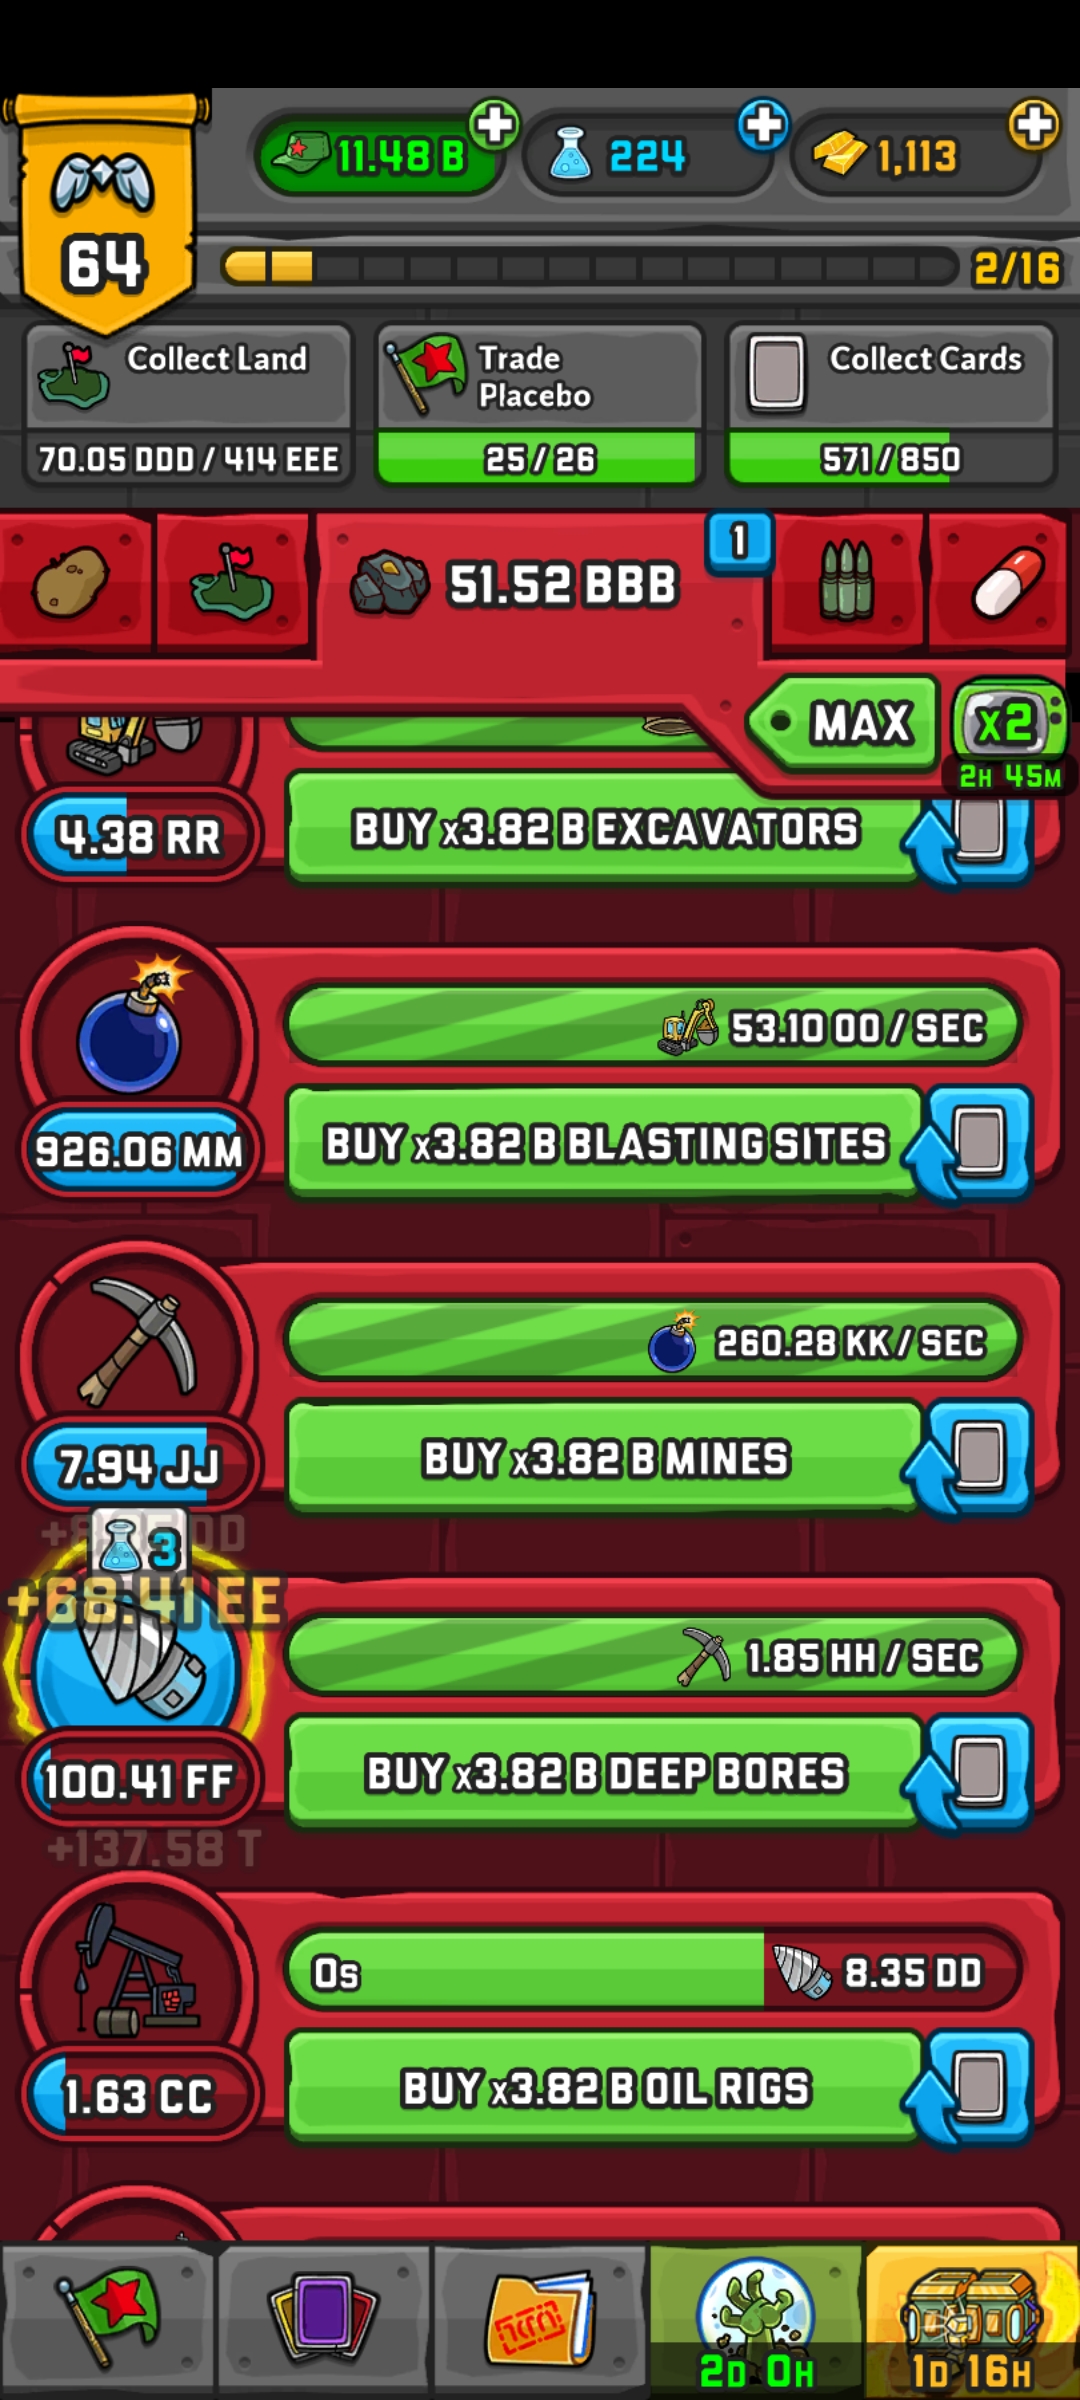 11.48 B
224
1,113
64
2/16
Collect Land
70.05 DDD / 414 EEE
Trade
Placebo
25 / 26
Collect Cards
571 / 850
51.52 BBB
1
MAX
x2
2H 45M
4.38 RR
BUY x3.82 B EXCAVATORS
53.10 OO / SEC
926.06 MM
BUY x3.82 B BLASTING SITES
260.28 KK / SEC
7.94 JJ
BUY x3.82 B MINES
3
+68.41 EE
1.85 HH / SEC
100.41 FF
BUY x3.82 B DEEP BORES
+137.58 T
0s
8.35 DD
1.63 CC
BUY x3.82 B OIL RIGS
2D 0H
1D 16H